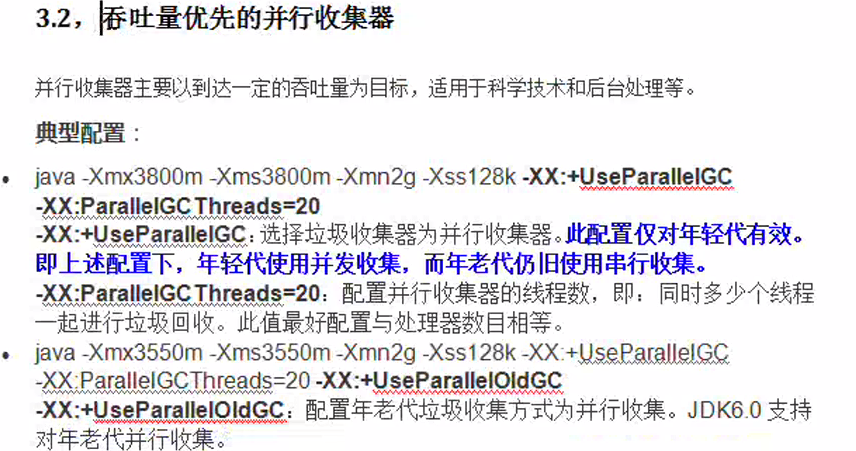 3.2，吞吐量优先的并行收集器
并行收集器主要以到达一定的吞吐量为目标，适用于科学技术和后台处理等。
典型配置：
• java -Xmx3800m -Xms3800m -Xmn2g -Xss128k -XX:+UseParallelGC
-XX:ParallelGCThreads=20
-XX:+UseParallelGC：选择垃圾收集器为并行收集器。此配置仅对年轻代有效。
即上述配置下，年轻代使用并发收集，而年老代仍旧使用串行收集。
-XX:ParallelGCThreads=20：配置并行收集器的线程数，即：同时多少个线程
一起进行垃圾回收。此值最好配置与处理器数目相等。
• java -Xmx3550m -Xms3550m -Xmn2g -Xss128k -XX:+UseParallelGC
-XX:ParallelGCThreads=20 -XX:+UseParallelOldGC
-XX:+UseParallelOldGC：配置年老代垃圾收集方式为并行收集。JDK6.0 支持
对年老代并行收集。